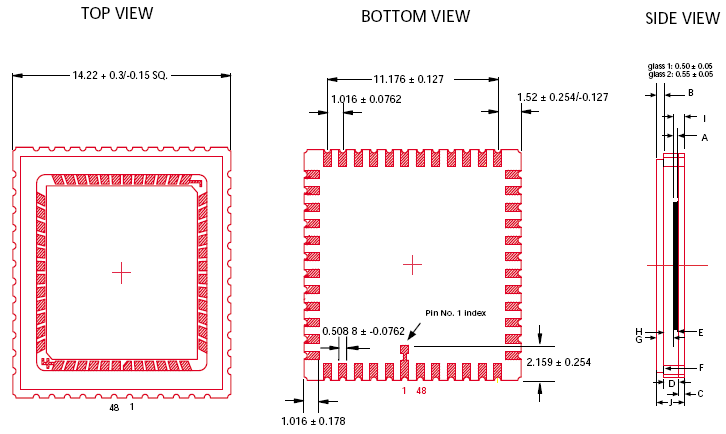 TOP VIEW
BOTTOM VIEW
SIDE VIEW
14.22 + 0.3/-0.15 SQ.
11.176 ± 0.127
1.016 ± 0.0762
1.52 ± 0.254/-0.127
glass 1: 0.50 ± 0.05
glass 2: 0.55 ± 0.05
B
I
A
Pin No. 1 index
0.508 8 ± -0.0762
2.159 ± 0.254
H
E
G
F
D
C
J
1 48
48 1
1.016 ± 0.178